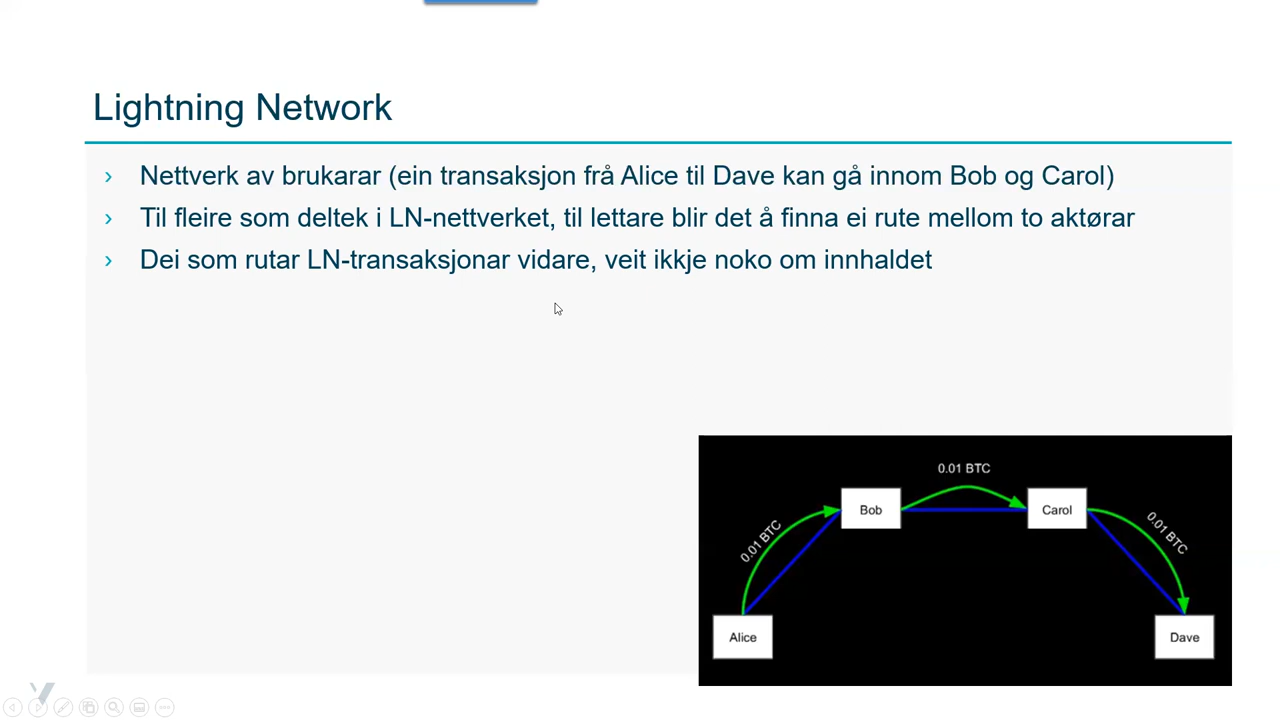 Lightning Network
› Nettverk av brukarar (ein transaksjon frå Alice til Dave kan gå innom Bob og Carol)
› Til fleire som deltek i LN-nettverket, til lettare blir det å finna ei rute mellom to aktørar
› Dei som rutar LN-transaksjonar vidare, veit ikkje noko om innhaldet
0.01 BTC
Bob
Carol
0.01 BTC
0.01 BTC
Alice
Dave